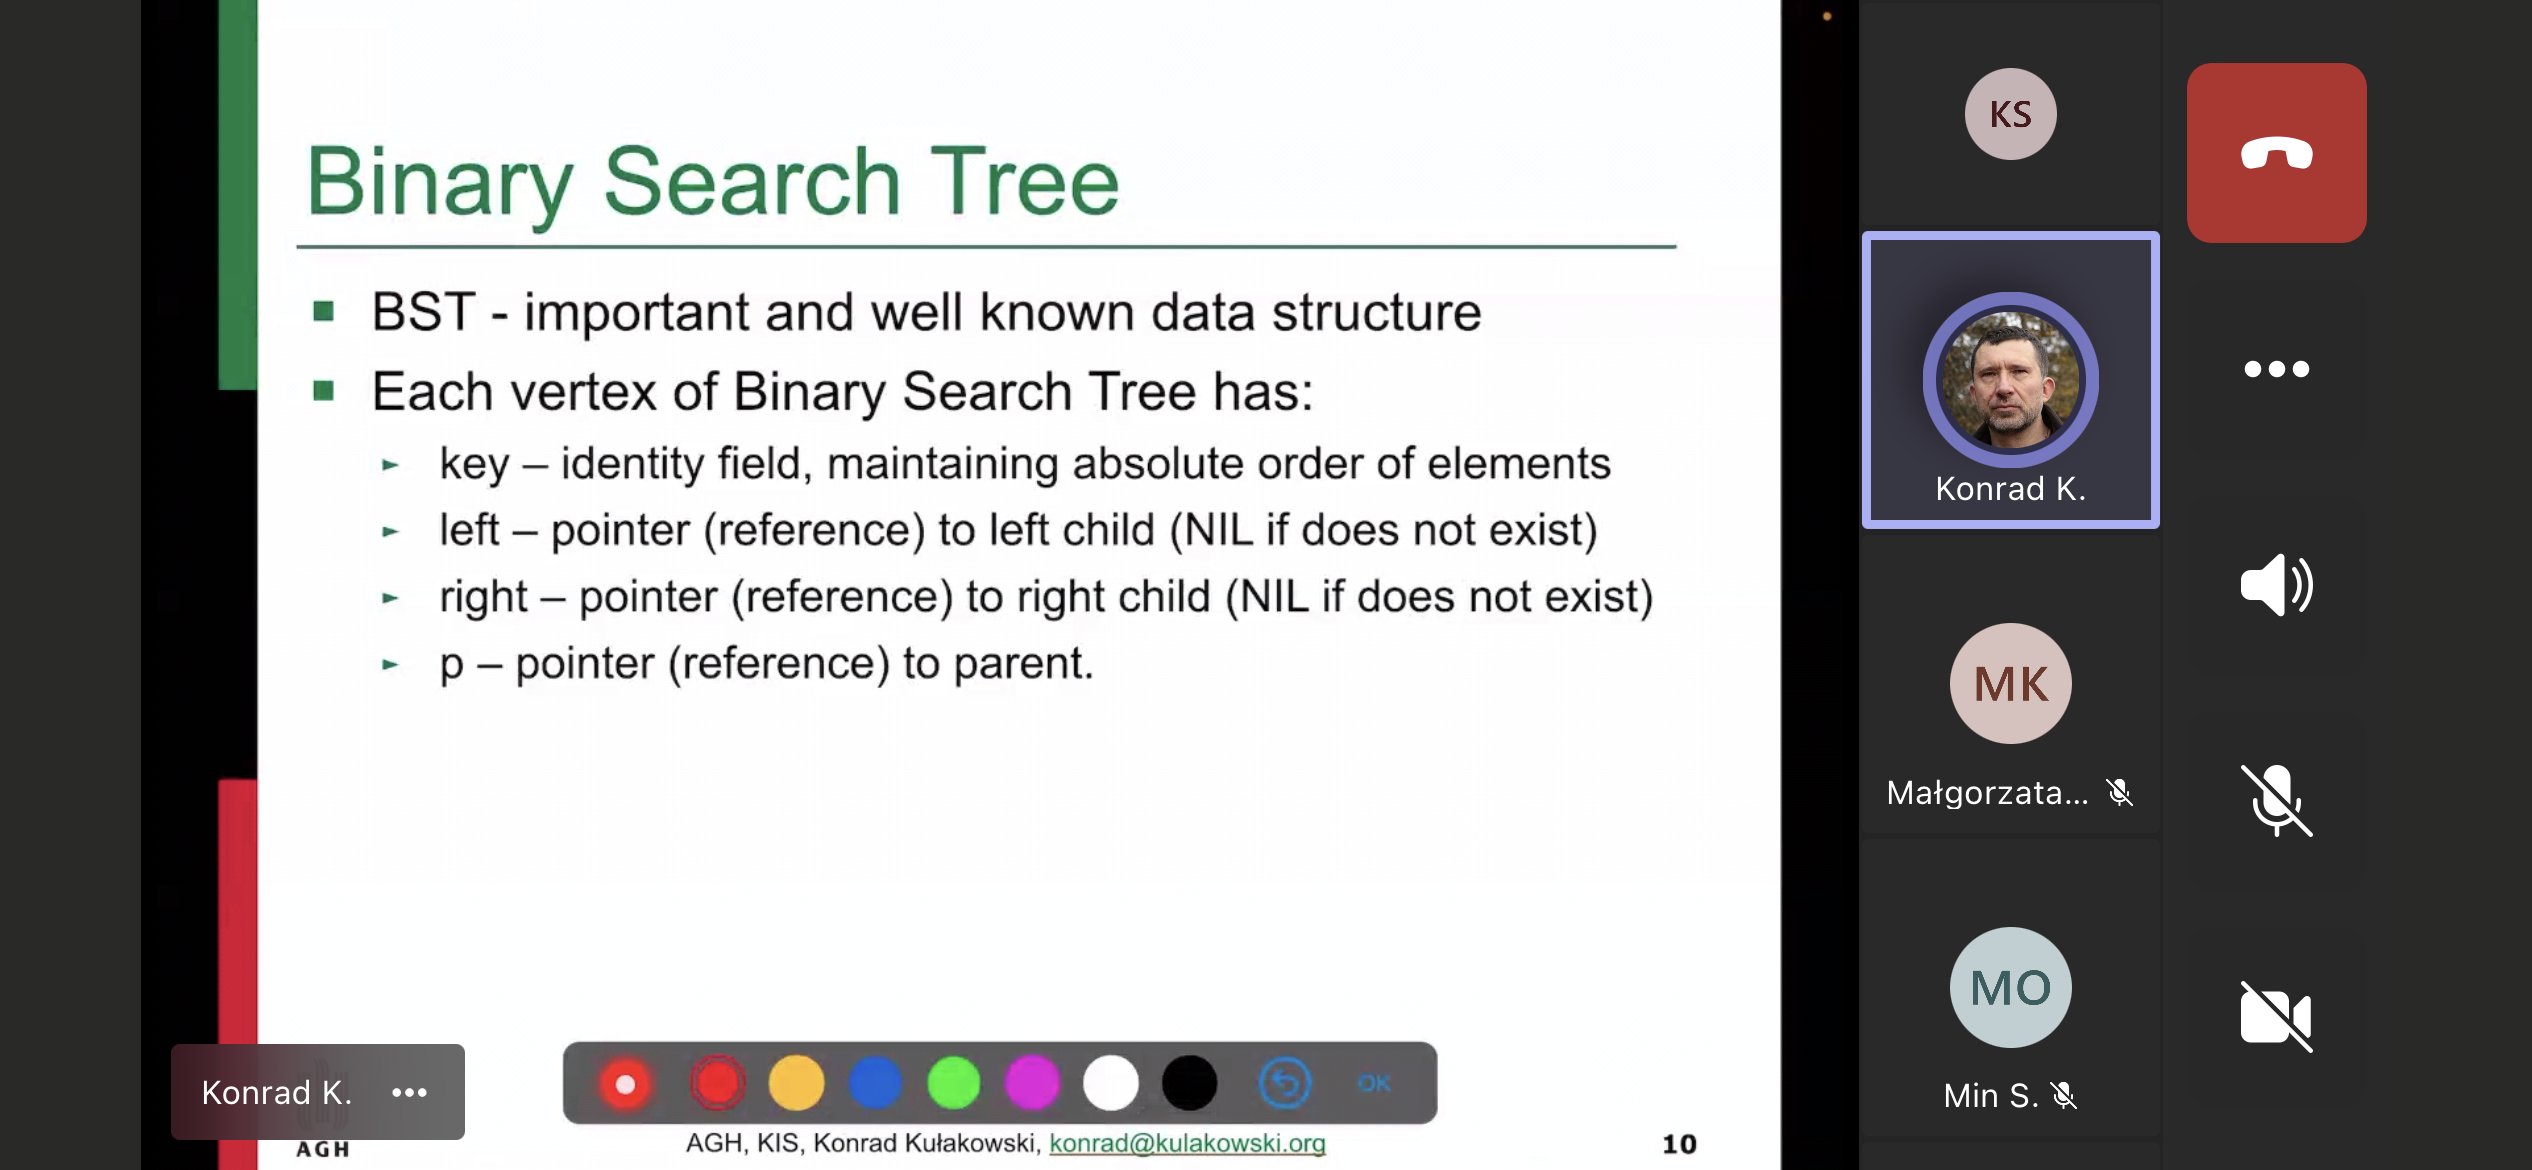 Binary Search Tree
BST - important and well known data structure
Each vertex of Binary Search Tree has:
key – identity field, maintaining absolute order of elements
left – pointer (reference) to left child (NIL if does not exist)
right – pointer (reference) to right child (NIL if does not exist)
p – pointer (reference) to parent.
OK
Konrad K.
AGH
AGH, KIS, Konrad Kułakowski, konrad@kulakowski.org
10
KS
Konrad K.
MK
Małgorzata...
MO
Min S.